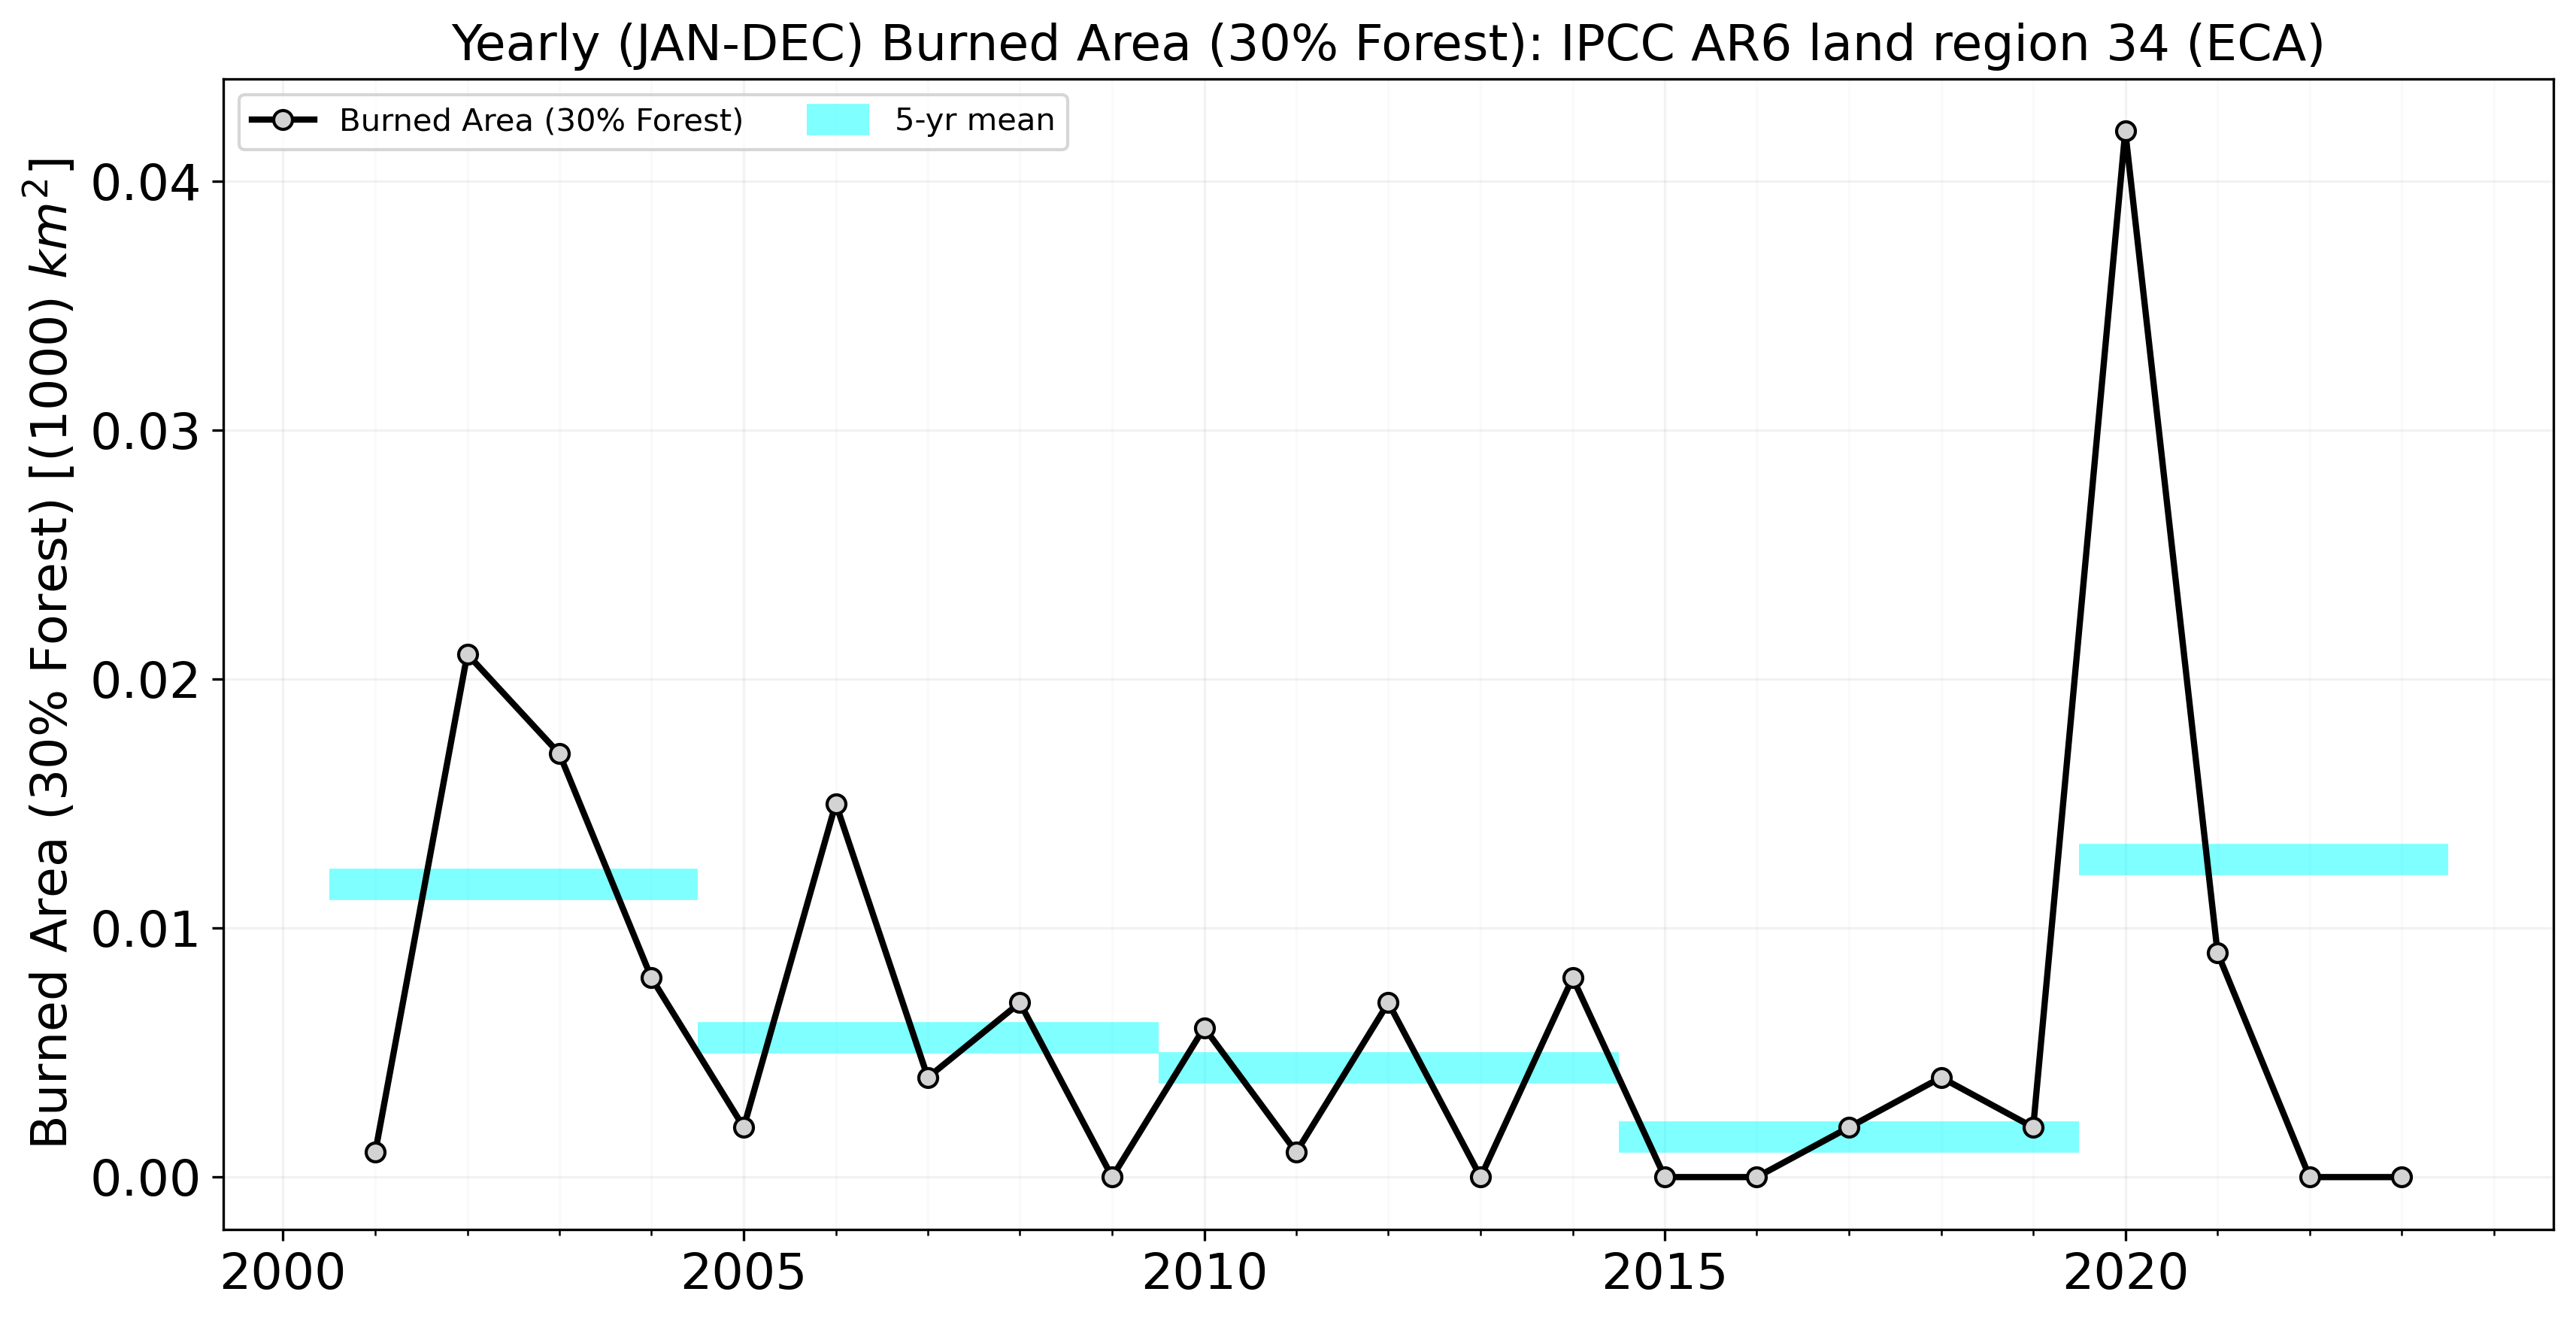 Yearly (JAN-DEC) Burned Area (30% Forest): IPCC AR6 land region 34 (ECA)
Burned Area (30% Forest)
5-yr mean
Burned Area (30% Forest) [(1000) km²]
0.04
0.03
0.02
0.01
0.00
2000
2005
2010
2015
2020